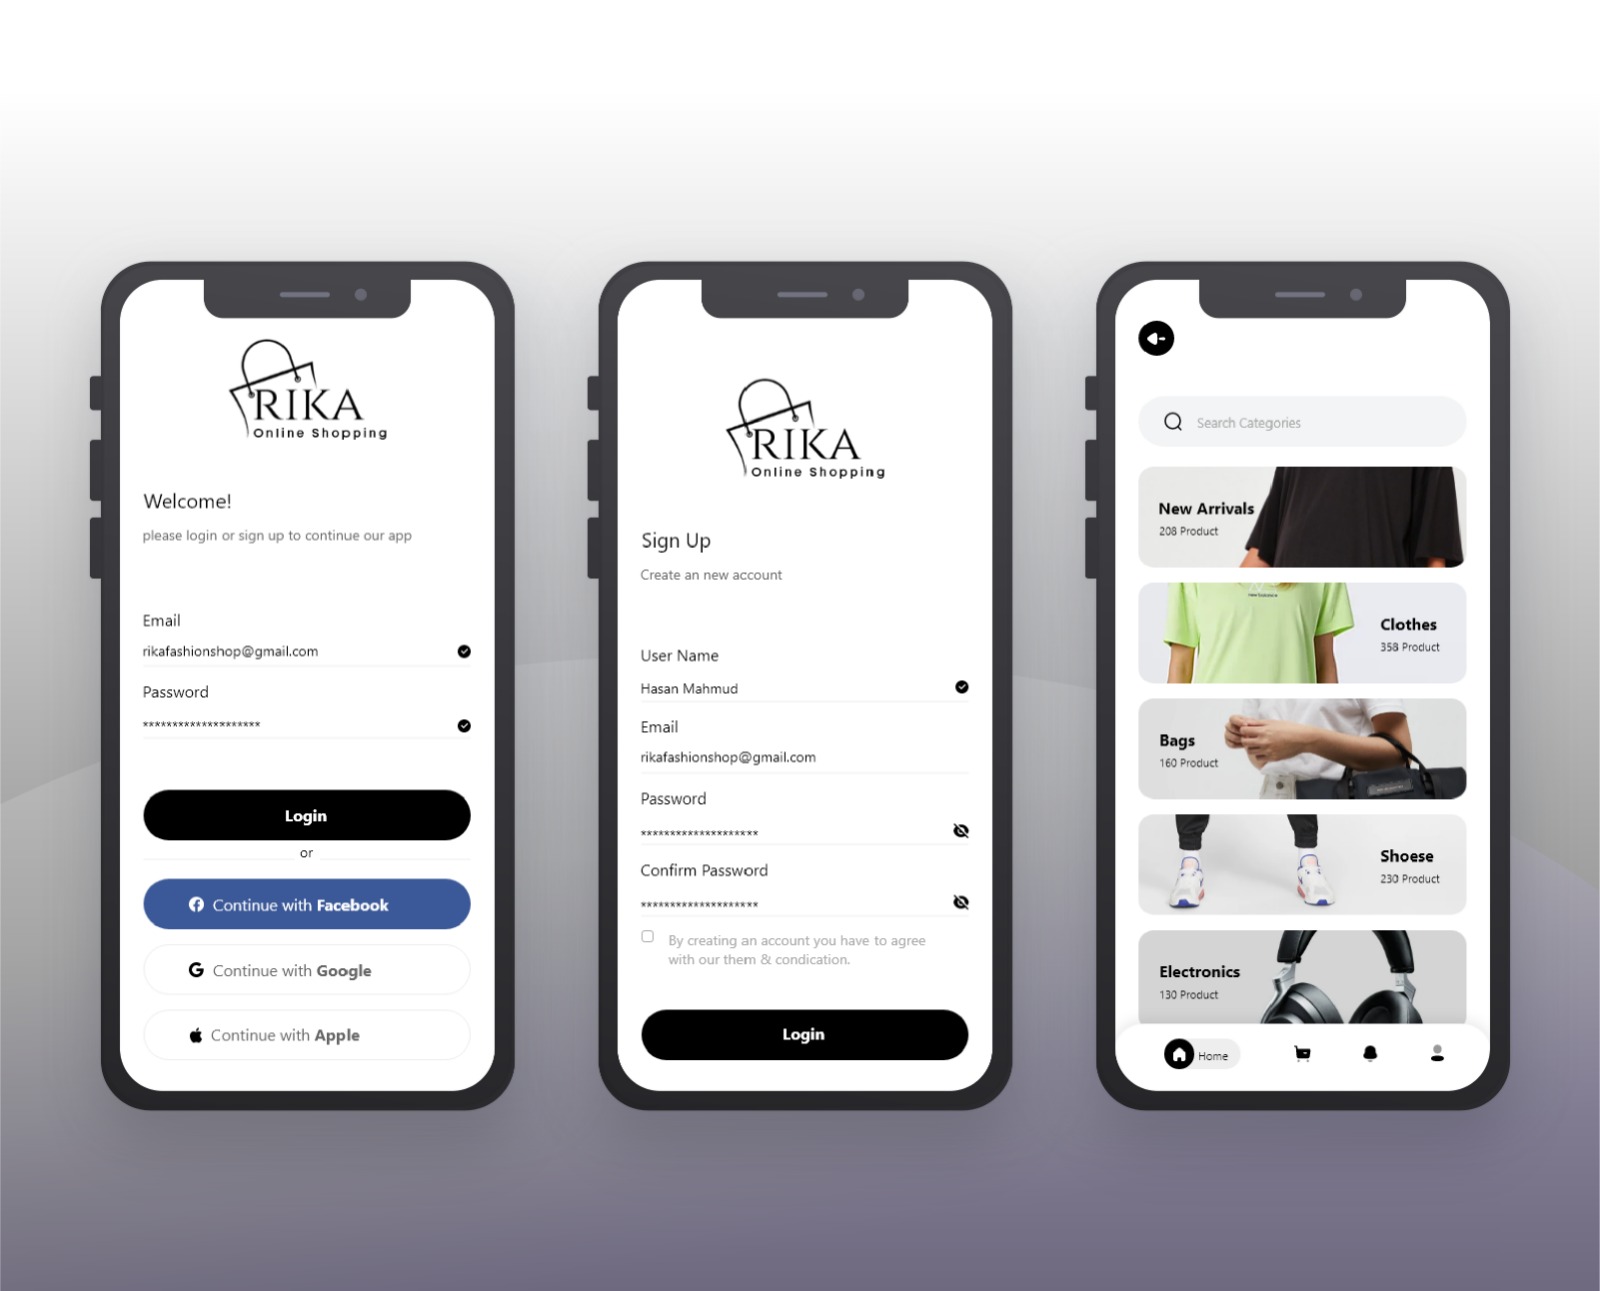 RIKA
Online Shopping
Welcome!
please login or sign up to continue our app
Email
rikafashionshop@gmail.com
Password
********************
Login
or
Continue with Facebook
Continue with Google
Continue with Apple
RIKA
Online Shopping
Sign Up
Create an new account
User Name
Hasan Mahmud
Email
rikafashionshop@gmail.com
Password
********************
Confirm Password
********************
By creating an account you have to agree
with our them & condication.
Login
Search Categories
New Arrivals
208 Product
new balance
Clothes
358 Product
Bags
160 Product
Shoese
230 Product
Electronics
130 Product
Home